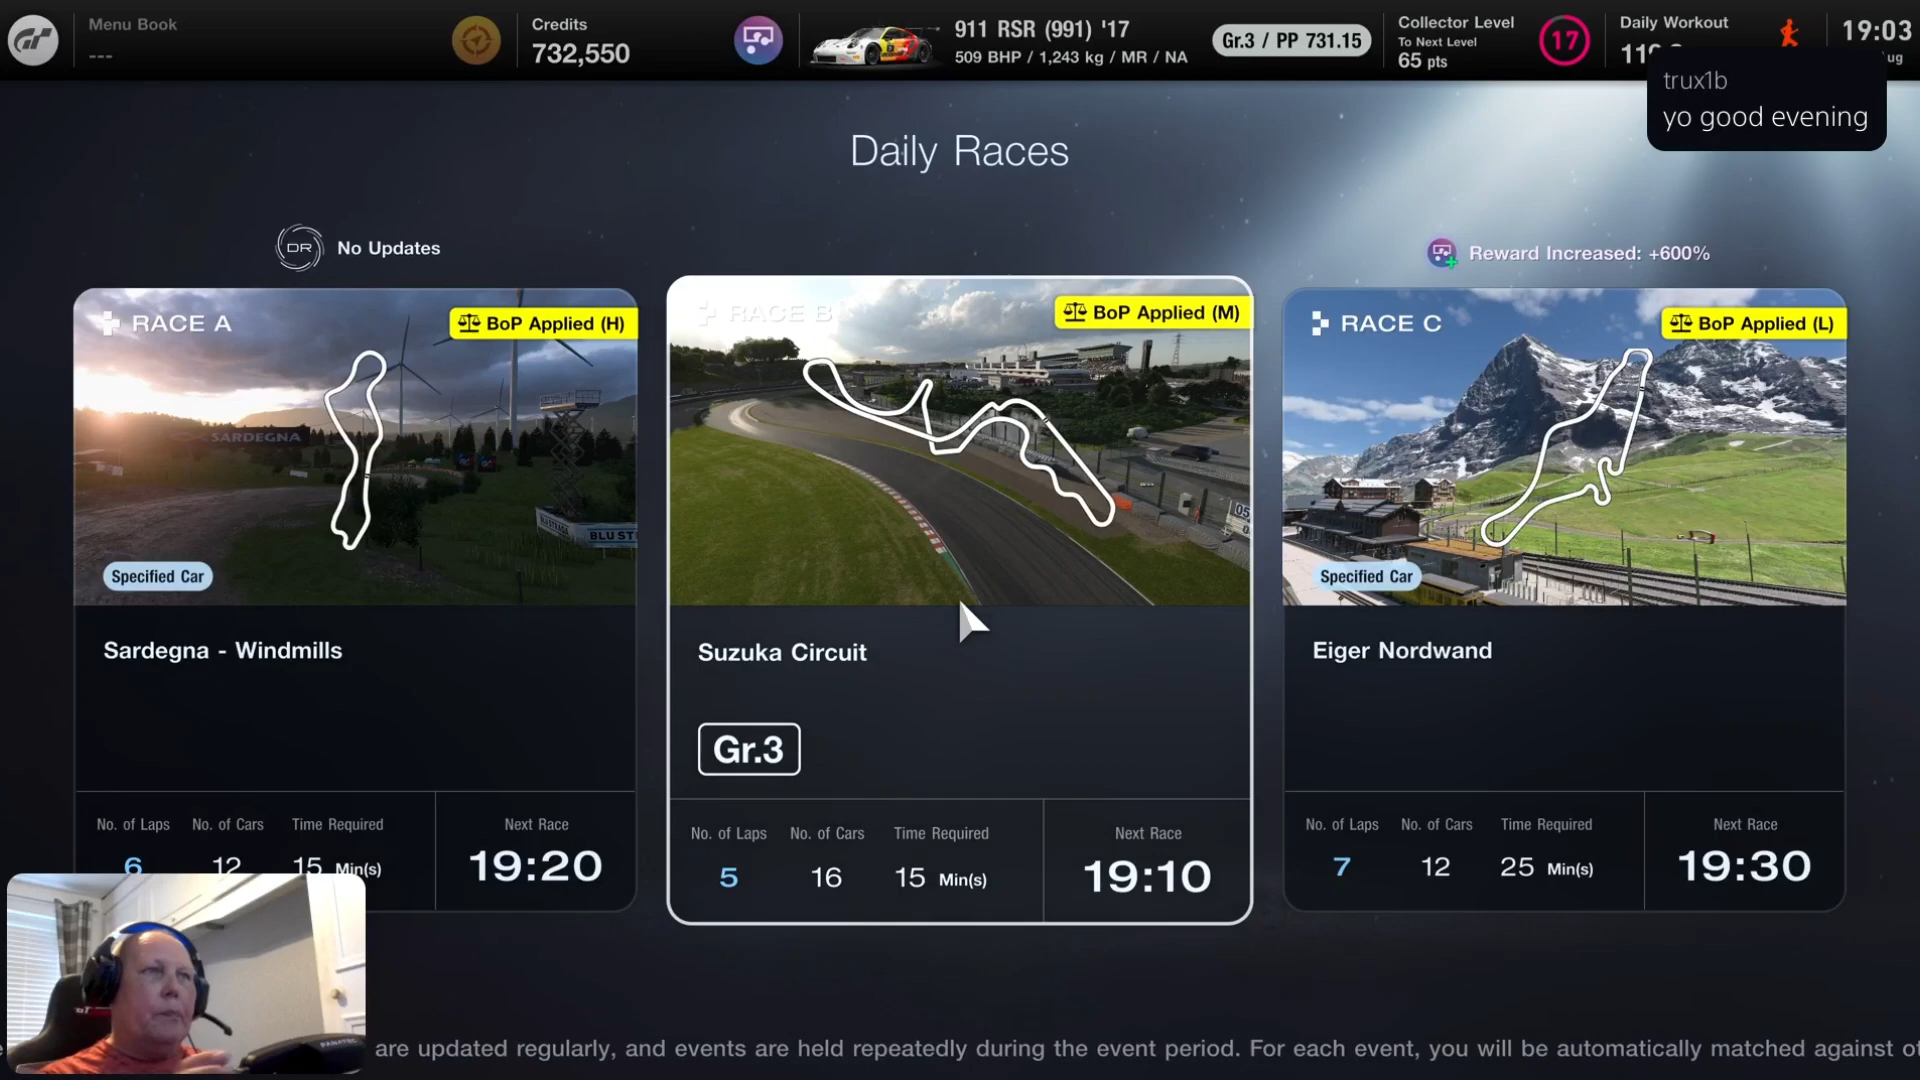 Menu Book
---
Credits
732,550
911 RSR (991) '17
509 BHP / 1,243 kg / MR / NA
Gr.3 / PP 731.15
Collector Level
To Next Level
65 pts
17
Daily Workout
19:03
trux1b
yo good evening
Daily Races
DR
No Updates
RACE A
BoP Applied (H)
SARDEGNA
BLU ST
Specified Car
Sardegna - Windmills
No. of Laps
No. of Cars
Time Required
Next Race
6
12
15 Min(s)
19:20
RACE B
BoP Applied (M)
05
Suzuka Circuit
Gr.3
No. of Laps
No. of Cars
Time Required
Next Race
5
16
15 Min(s)
19:10
Reward Increased: +600%
RACE C
BoP Applied (L)
Specified Car
Eiger Nordwand
No. of Laps
No. of Cars
Time Required
Next Race
7
12
25 Min(s)
19:30
FANATEC
are updated regularly, and events are held repeatedly during the event period. For each event, you will be automatically matched against